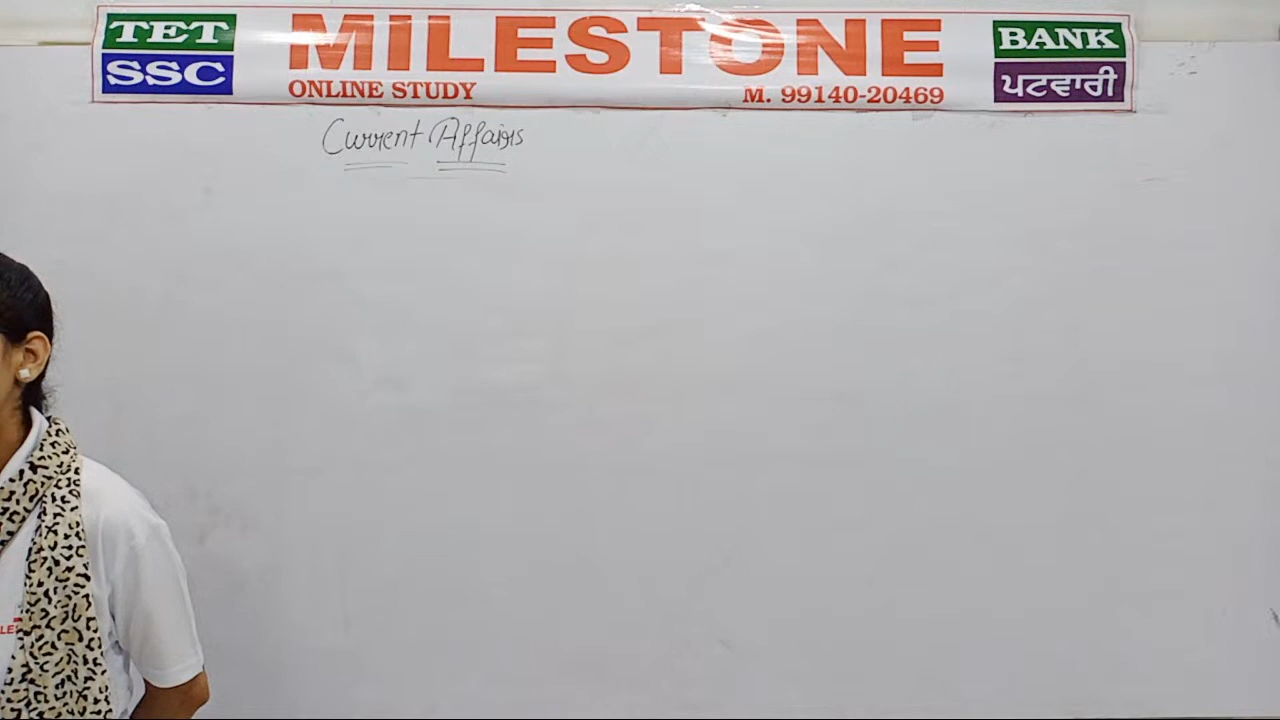 TET
SSC
MILESTONE
ONLINE STUDY
M. 99140-20469
BANK
ਪਟਵਾਰੀ
Current Affairs